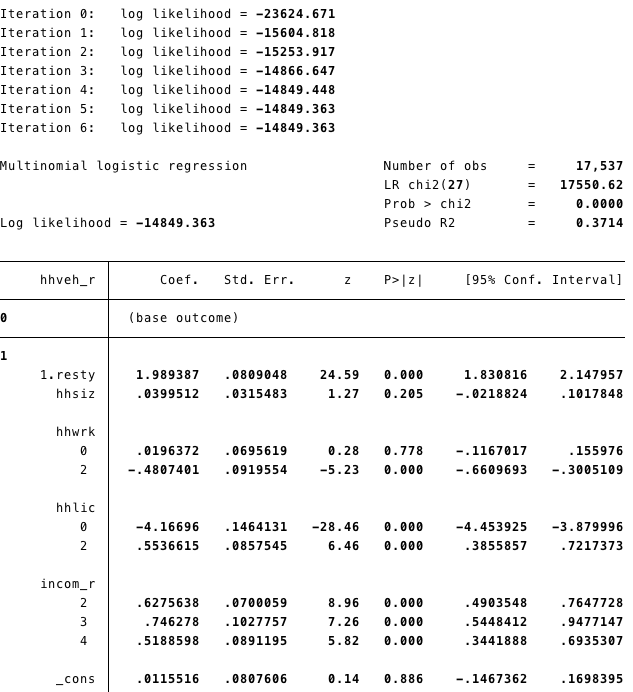 Iteration 0:   log likelihood = -23624.671
Iteration 1:   log likelihood = -15604.818
Iteration 2:   log likelihood = -15253.917
Iteration 3:   log likelihood = -14866.647
Iteration 4:   log likelihood = -14849.448
Iteration 5:   log likelihood = -14849.363
Iteration 6:   log likelihood = -14849.363
Multinomial logistic regression                 Number of obs     =     17,537
LR chi2(27)       =   17550.62
Prob > chi2       =     0.0000
Log likelihood = -14849.363                     Pseudo R2         =     0.3714
hhveh_r        Coef.   Std. Err.      z    P>|z|     [95% Conf. Interval]
0              (base outcome)
1
1.resty     1.989387   .0809048    24.59   0.000     1.830816    2.147957
hhsiz     .0399512   .0315483     1.27   0.205    -.0218824    .1017848
hhwrk
0     .0196372   .0695619     0.28   0.778    -.1167017     .155976
2    -.4807401   .0919554    -5.23   0.000    -.6609693   -.3005109
hhlic
0     -4.16696   .1464131   -28.46   0.000    -4.453925   -3.879996
2     .5536615   .0857545     6.46   0.000     .3855857    .7217373
incom_r
2     .6275638   .0700059     8.96   0.000     .4903548    .7647728
3      .746278   .1027757     7.26   0.000     .5448412    .9477147
4     .5188598   .0891195     5.82   0.000     .3441888    .6935307
_cons     .0115516   .0807606     0.14   0.886    -.1467362    .1698395